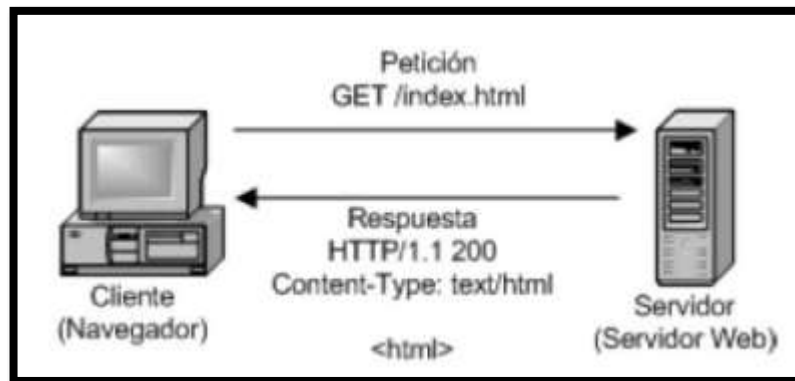 Petición
GET /index.html
Respuesta
HTTP/1.1 200
Content-Type: text/html
<html>
Cliente
(Navegador)
Servidor
(Servidor Web)